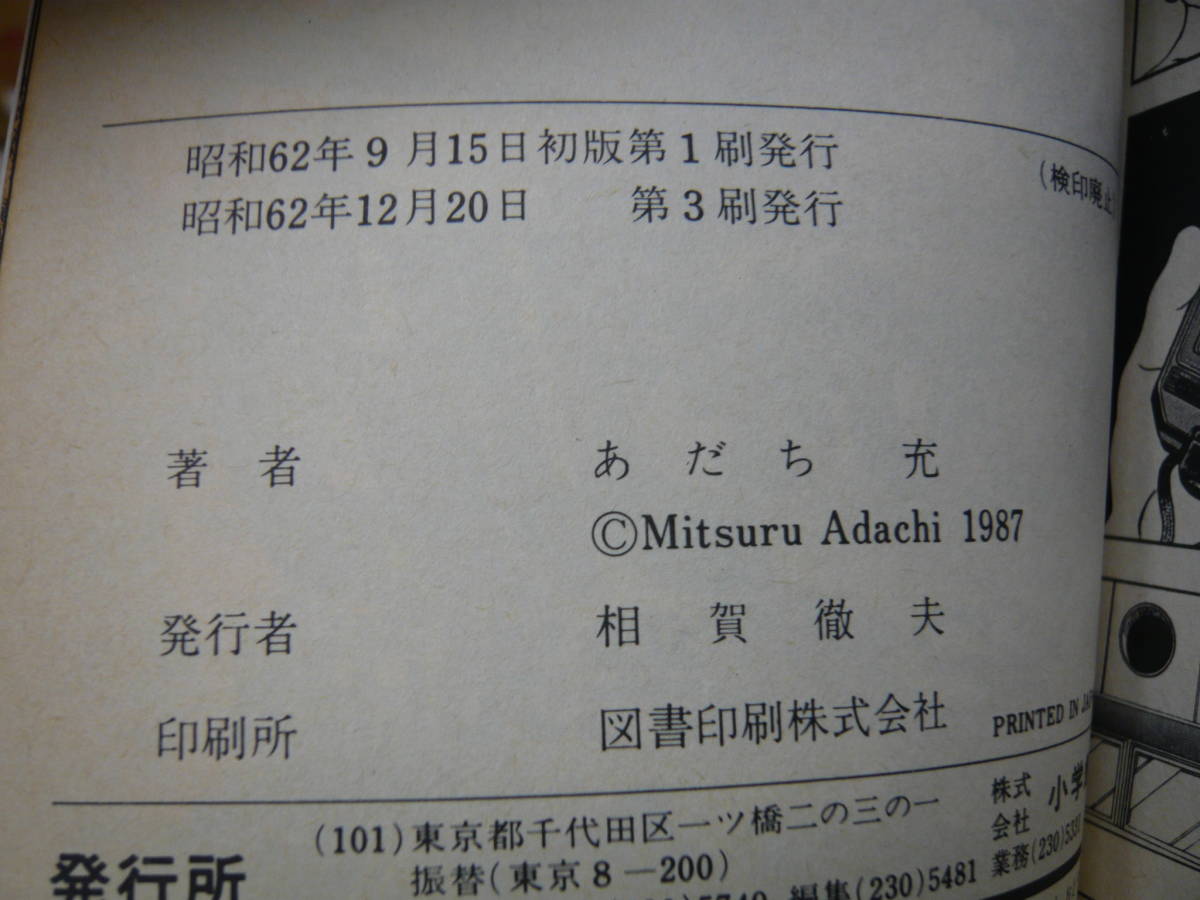 昭和62年9月15日初版第1刷発行
昭和62年12月20日 第3刷発行
(検印廃止
著者 あだち 充
©Mitsuru Adachi 1987
発行者 相賀徹夫
印刷所 図書印刷株式会社
PRINTED IN
発行所
(101)東京都千代田区一ツ橋二の三の一
振替(東京8―200)
編集(230)5481
株式会社 小学
業務(230)